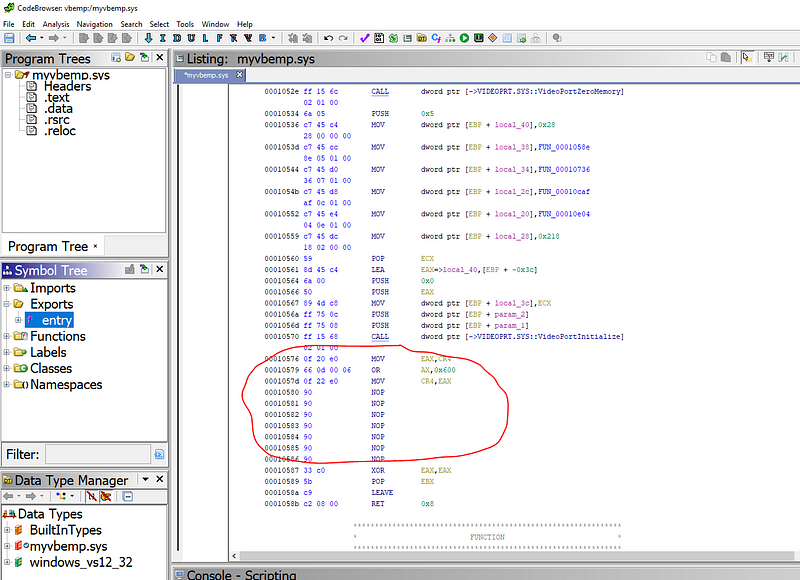 CodeBrowser: vbemp:/myvbemp.sys
File Edit Analysis Navigation Search Select Tools Window Help
I D U L F B
Program Trees
myvbemp.sys
Headers
.text
.data
.rsrc
.reloc
Program Tree ×
Symbol Tree
Imports
Exports
entry
Functions
Labels
Classes
Namespaces
Filter:
Data Type Manager
Data Types
BuiltInTypes
myvbemp.sys
windows_vs12_32
Listing: myvbemp.sys
*myvbemp.sys
0001052e ff 15 6c CALL dword ptr [->VIDEOPRT.SYS::VideoPortZeroMemory]
02 01 00
00010534 6a 05 PUSH 0x5
00010536 c7 45 c4 MOV dword ptr [EBP + local_40],0x28
28 00 00 00
0001053d c7 45 cc MOV dword ptr [EBP + local_38],FUN_0001058e
8e 05 01 00
00010544 c7 45 d0 MOV dword ptr [EBP + local_34],FUN_00010736
36 07 01 00
0001054b c7 45 d8 MOV dword ptr [EBP + local_2c],FUN_00010caf
af 0c 01 00
00010552 c7 45 e4 MOV dword ptr [EBP + local_20],FUN_00010e04
04 0e 01 00
00010559 c7 45 dc MOV dword ptr [EBP + local_28],0x218
18 02 00 00
00010560 59 POP ECX
00010561 8d 45 c4 LEA EAX=>local_40,[EBP + -0x3c]
00010564 6a 00 PUSH 0x0
00010566 50 PUSH EAX
00010567 89 4d c8 MOV dword ptr [EBP + local_3c],ECX
0001056a ff 75 0c PUSH dword ptr [EBP + param_2]
0001056d ff 75 08 PUSH dword ptr [EBP + param_1]
00010570 ff 15 68 CALL dword ptr [->VIDEOPRT.SYS::VideoPortInitialize]
02 01 00
00010576 0f 20 e0 MOV EAX,CR4
00010579 66 0d 00 06 OR AX,0x600
0001057d 0f 22 e0 MOV CR4,EAX
00010580 90 NOP
00010581 90 NOP
00010582 90 NOP
00010583 90 NOP
00010584 90 NOP
00010585 90 NOP
00010586 90 NOP
00010587 33 c0 XOR EAX,EAX
00010589 5b POP EBX
0001058a c9 LEAVE
0001058b c2 08 00 RET 0x8
************************************************************
* FUNCTION *
************************************************************
Console - Scripting